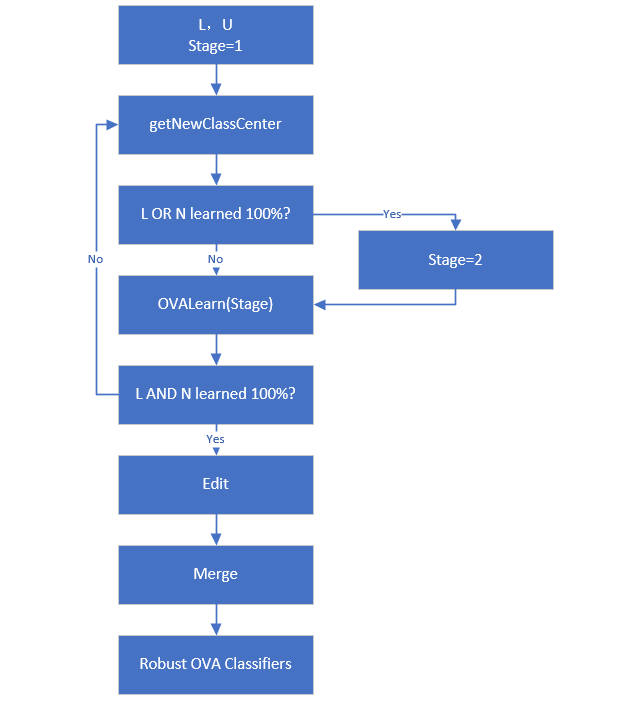 L，U
Stage=1
getNewClassCenter
L OR N learned 100%?
Yes
Stage=2
No
No
OVALearn(Stage)
L AND N learned 100%?
Yes
Edit
Merge
Robust OVA Classifiers